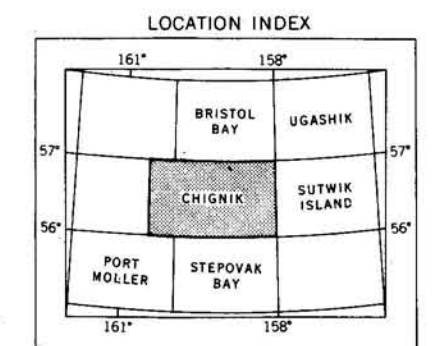 LOCATION INDEX
161° 158°
BRISTOL
BAY
UGASHIK
57° 57°
CHIGNIK
SUTWIK
ISLAND
56° 56°
PORT
MOLLER
STEPOVAK
BAY
161° 158°